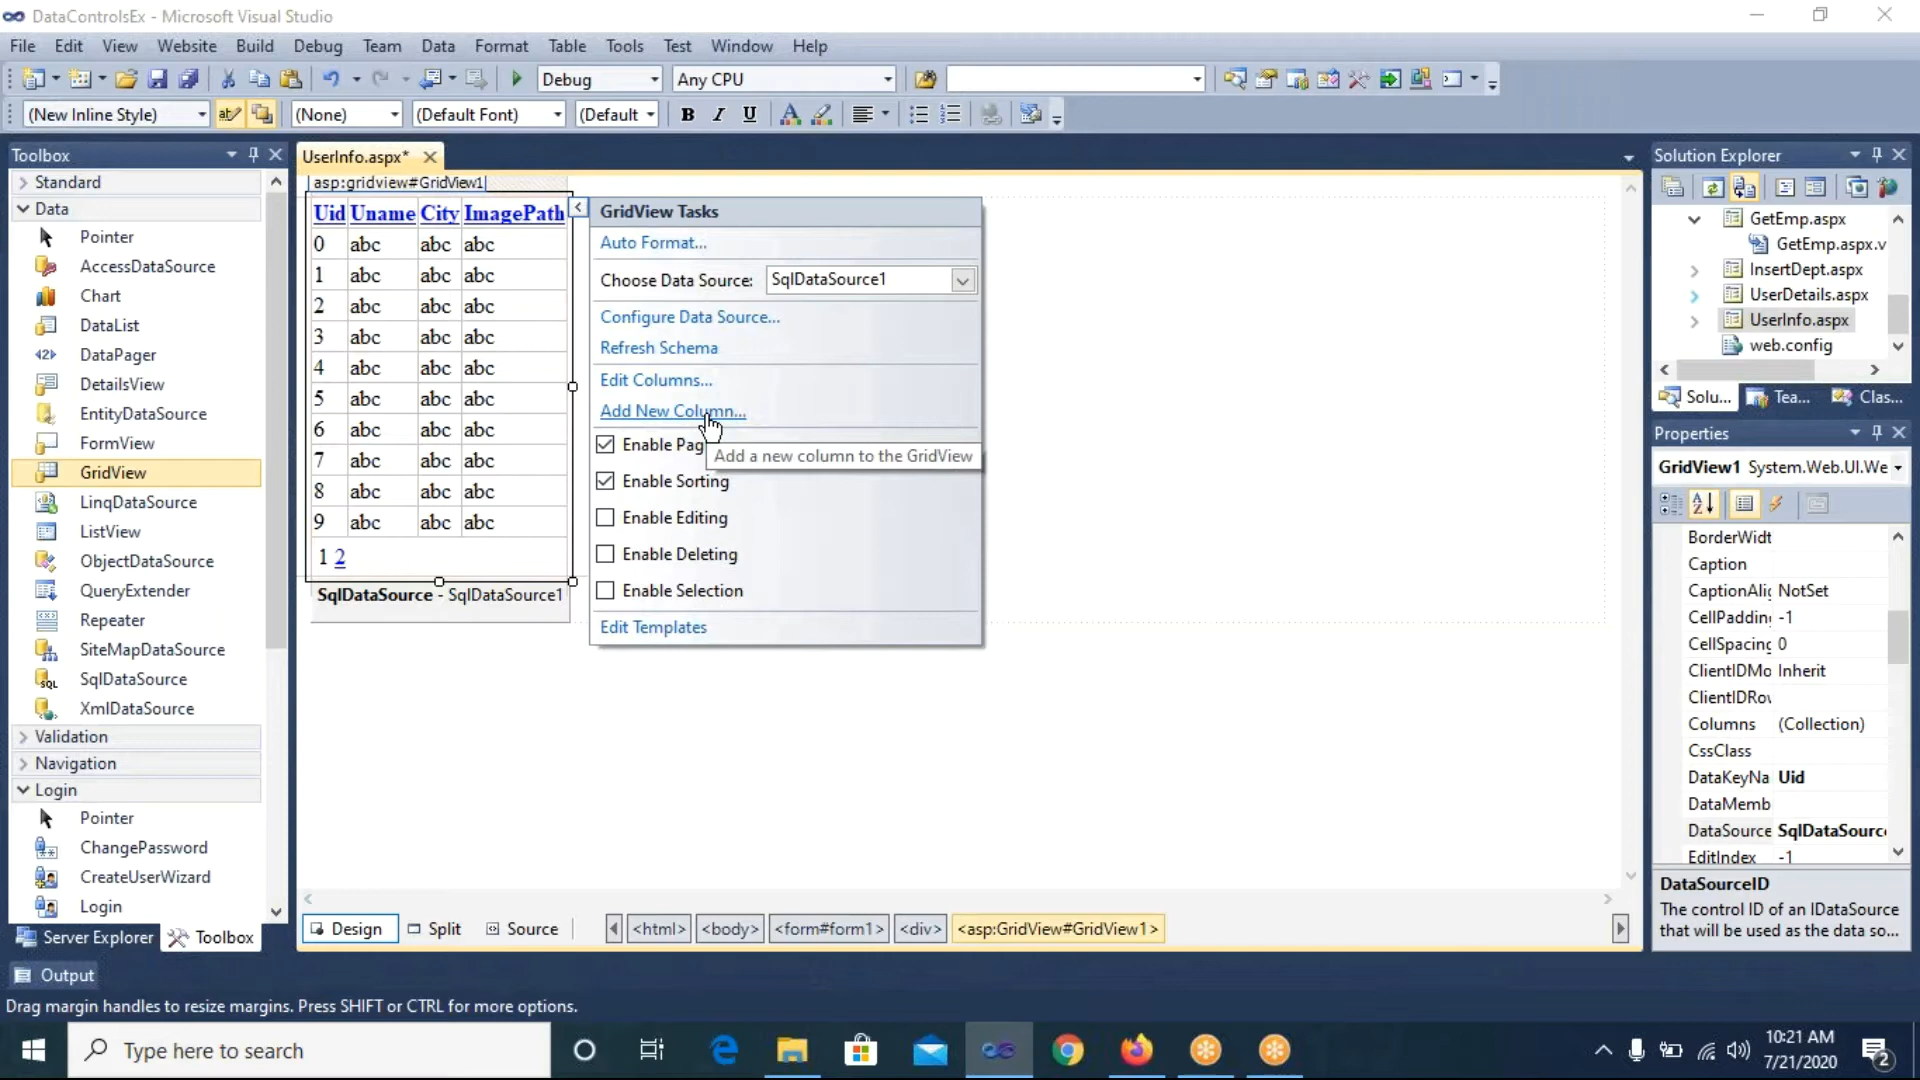 DataControlsEx - Microsoft Visual Studio
File Edit View Website Build Debug Team Data Format Table Tools Test Window Help
Debug Any CPU
(New Inline Style) (None) (Default Font) (Default B I U
Toolbox
Standard
Data
Pointer
AccessDataSource
Chart
DataList
DataPager
DetailsView
EntityDataSource
FormView
GridView
LinqDataSource
ListView
ObjectDataSource
QueryExtender
Repeater
SiteMapDataSource
SqlDataSource
XmlDataSource
Validation
Navigation
Login
Pointer
ChangePassword
CreateUserWizard
Login
Server Explorer Toolbox
UserInfo.aspx*
asp:gridview#GridView1
Uid Uname City ImagePath
0 abc abc abc
1 abc abc abc
2 abc abc abc
3 abc abc abc
4 abc abc abc
5 abc abc abc
6 abc abc abc
7 abc abc abc
8 abc abc abc
9 abc abc abc
1 2
SqlDataSource - SqlDataSource1
GridView Tasks
Auto Format...
Choose Data Source: SqlDataSource1
Configure Data Source...
Refresh Schema
Edit Columns...
Add New Column...
Enable Pag
Add a new column to the GridView
Enable Sorting
Enable Editing
Enable Deleting
Enable Selection
Edit Templates
Design Split Source <html> <body> <form#form1> <div> <asp:GridView#GridView1>
Solution Explorer
GetEmp.aspx
GetEmp.aspx.v
InsertDept.aspx
UserDetails.aspx
UserInfo.aspx
web.config
Solu... Tea... Clas...
Properties
GridView1 System.Web.UI.We
BorderWidt
Caption
CaptionAlig NotSet
CellPadding -1
CellSpacing 0
ClientIDMo Inherit
ClientIDRow
Columns (Collection)
CssClass
DataKeyNa Uid
DataMemb
DataSource SqlDataSourc
EditIndex -1
DataSourceID
The control ID of an IDataSource
that will be used as the data so...
Output
Drag margin handles to resize margins. Press SHIFT or CTRL for more options.
Type here to search
10:21 AM
7/21/2020
2